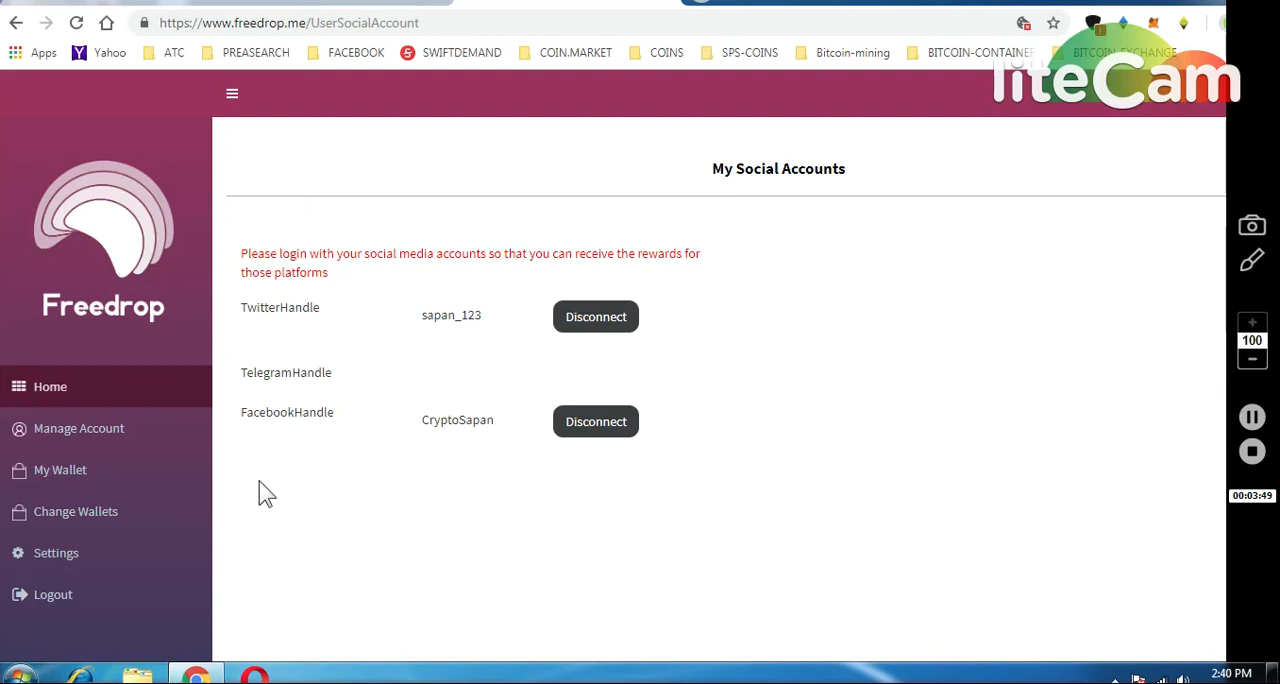 https://www.freedrop.me/UserSocialAccount
Apps Yahoo ATC PREASEARCH FACEBOOK SWIFTDEMAND COIN.MARKET COINS SPS-COINS Bitcoin-mining BITCOIN-CONTAINER BITCOIN-EXCHANGE
liteCam
My Social Accounts
Freedrop
Please login with your social media accounts so that you can receive the rewards for
those platforms
TwitterHandle sapan_123 Disconnect
TelegramHandle
FacebookHandle CryptoSapan Disconnect
Home
Manage Account
My Wallet
Change Wallets
Settings
Logout
100
00:03:49
2:40 PM